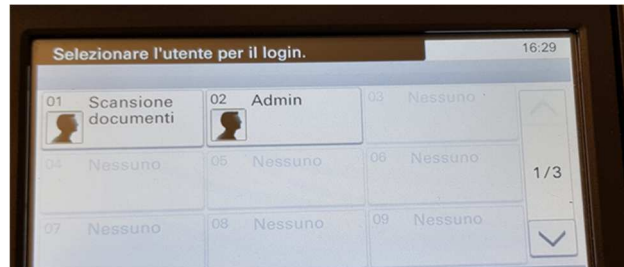 Selezionare l'utente per il login.
16:29
01 Scansione documenti
02 Admin
03 Nessuno
04 Nessuno
05 Nessuno
06 Nessuno
1/3
07 Nessuno
08 Nessuno
09 Nessuno